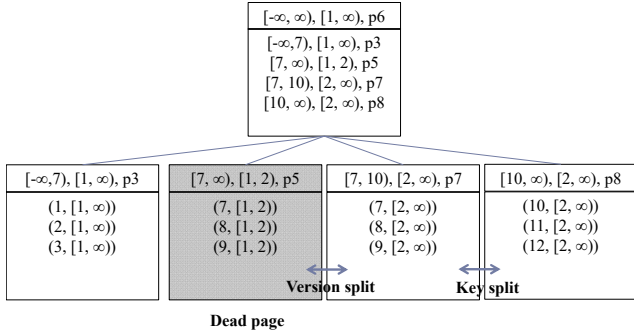 [-∞, ∞), [1, ∞), p6
[-∞,7), [1, ∞), p3
[7, ∞), [1, 2), p5
[7, 10), [2, ∞), p7
[10, ∞), [2, ∞), p8
[-∞,7), [1, ∞), p3
(1, [1, ∞))
(2, [1, ∞))
(3, [1, ∞))
[7, ∞), [1, 2), p5
(7, [1, 2))
(8, [1, 2))
(9, [1, 2))
[7, 10), [2, ∞), p7
(7, [2, ∞))
(8, [2, ∞))
(9, [2, ∞))
[10, ∞), [2, ∞), p8
(10, [2, ∞))
(11, [2, ∞))
(12, [2, ∞))
Version split
Key split
Dead page